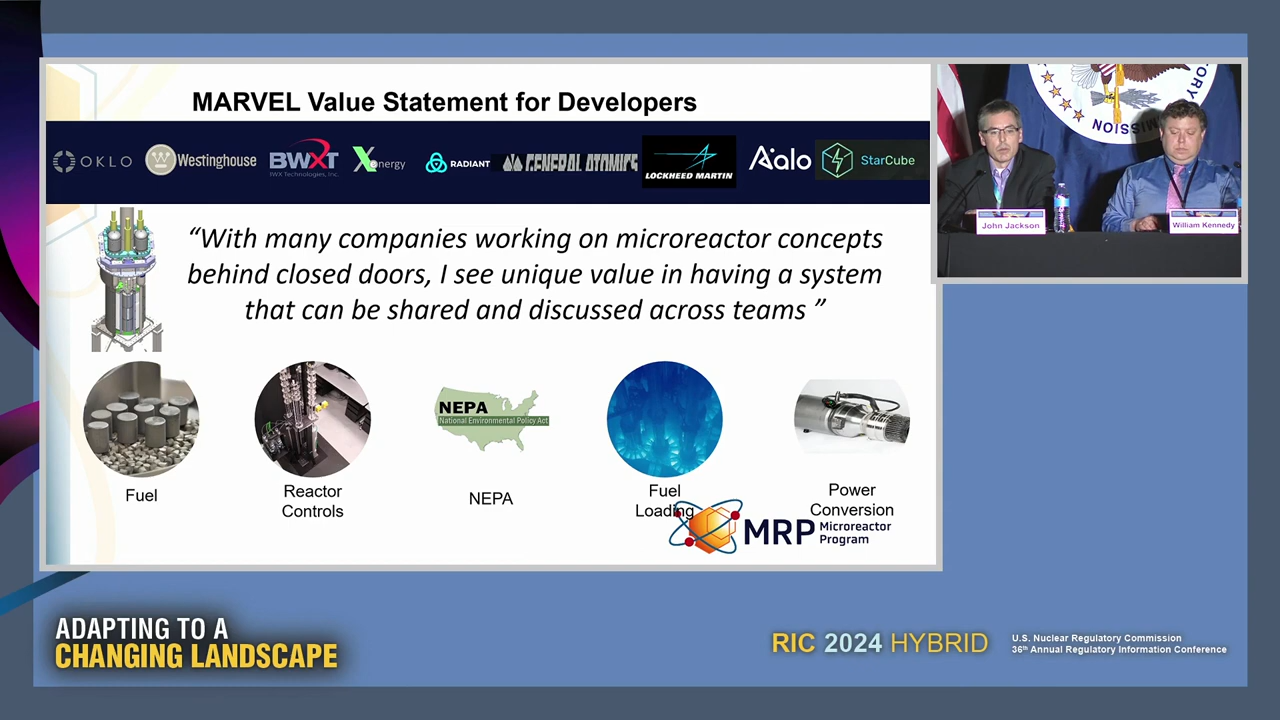 MARVEL Value Statement for Developers
OKLO
W Westinghouse
BWXT
BWX Technologies, Inc.
Xenergy
RADIANT
GENERAL ATOMICS
LOCKHEED MARTIN
Aalo
StarCube
“With many companies working on microreactor concepts
behind closed doors, I see unique value in having a system
that can be shared and discussed across teams ”
NEPA
National Environmental Policy Act
Fuel
Reactor
Controls
NEPA
Fuel
Loading
Power
Conversion
MRP
Microreactor
Program
ORY
MISSION
John Jackson
William Kennedy
ADAPTING TO A
CHANGING LANDSCAPE
RIC 2024 HYBRID
U.S. Nuclear Regulatory Commission
36th Annual Regulatory Information Conference